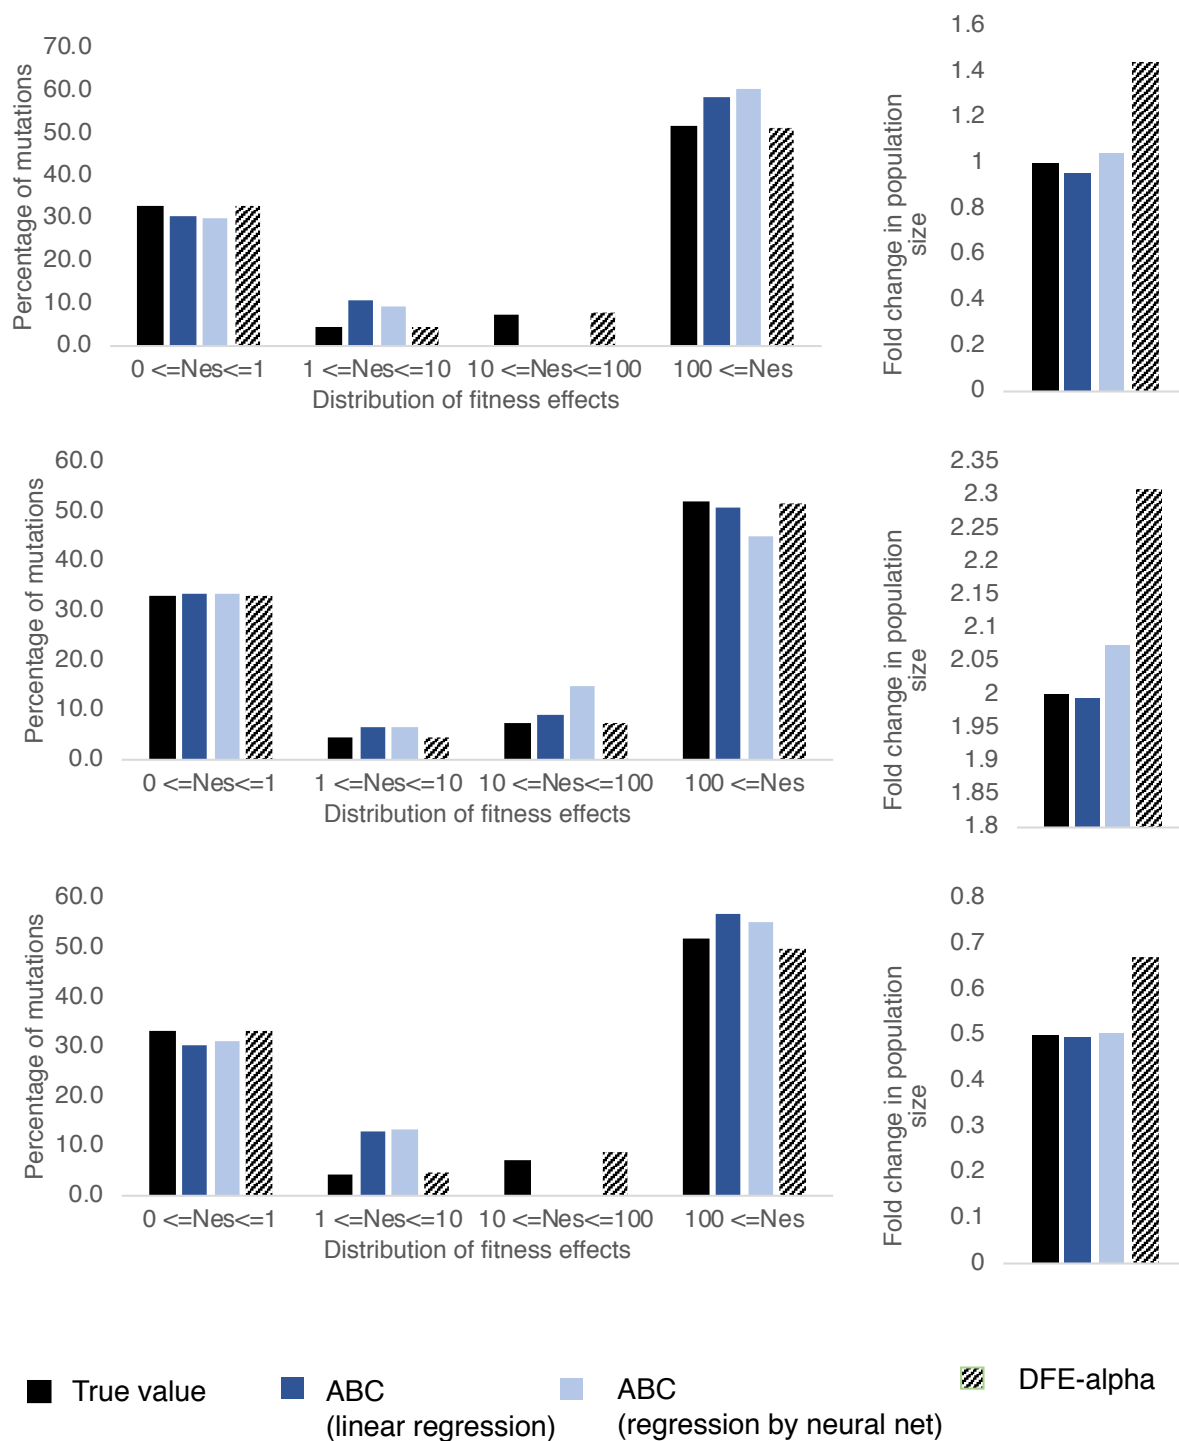 Percentage of mutations
70.0
60.0
50.0
40.0
30.0
20.0
10.0
0.0
0 <=Nes<=1
1 <=Nes<=10
10 <=Nes<=100
100 <=Nes
Distribution of fitness effects
Fold change in population
size
1.6
1.4
1.2
1
0.8
0.6
0.4
0.2
0
Percentage of mutations
60.0
50.0
40.0
30.0
20.0
10.0
0.0
0 <=Nes<=1
1 <=Nes<=10
10 <=Nes<=100
100 <=Nes
Distribution of fitness effects
Fold change in population
size
2.35
2.3
2.25
2.2
2.15
2.1
2.05
2
1.95
1.9
1.85
1.8
Percentage of mutations
60.0
50.0
40.0
30.0
20.0
10.0
0.0
0 <=Nes<=1
1 <=Nes<=10
10 <=Nes<=100
100 <=Nes
Distribution of fitness effects
Fold change in population
size
0.8
0.7
0.6
0.5
0.4
0.3
0.2
0.1
0
True value
ABC
(linear regression)
ABC
(regression by neural net)
DFE-alpha